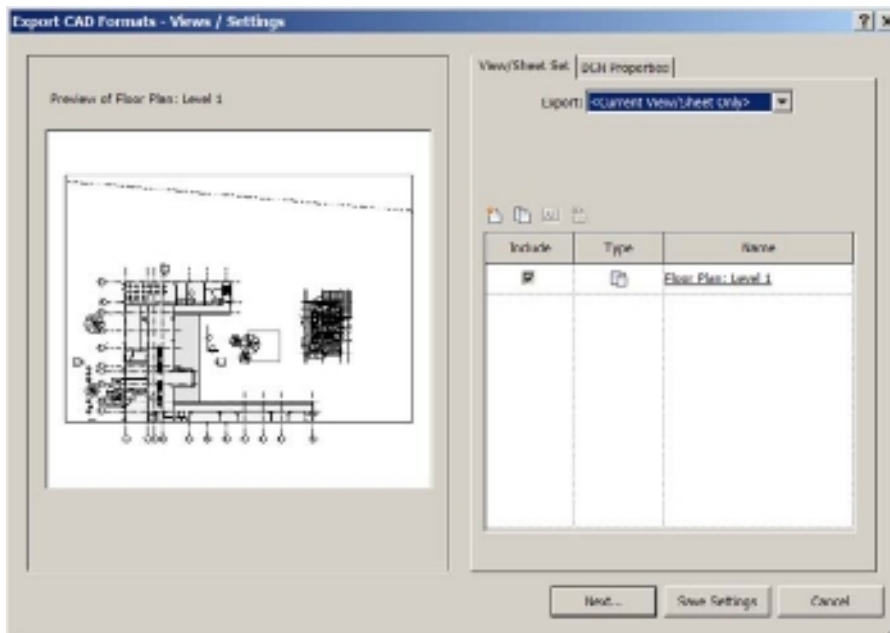 Export CAD Formats - Views / Settings
Preview of Floor Plan: Level 1
View/Sheet Set
DGN Properties
Export:
<Current View/Sheet Only>
Include
Type
Name
Floor Plan: Level 1
Next...
Save Settings
Cancel